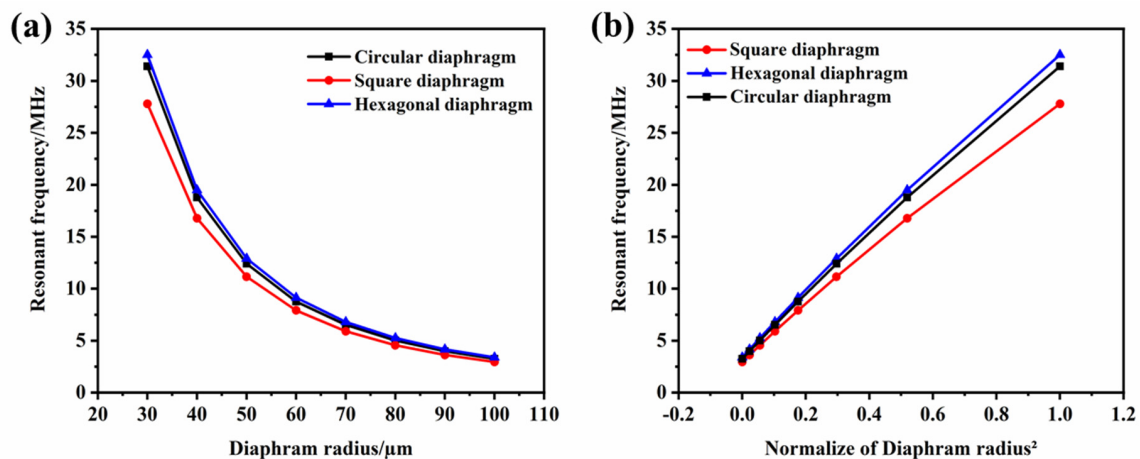 (a)
35
30
25
20
15
10
5
0
Resonant frequency/MHz
Circular diaphragm
Square diaphragm
Hexagonal diaphragm
20 30 40 50 60 70 80 90 100 110
Diaphram radius/µm
(b)
35
30
25
20
15
10
5
0
Resonant frequency/MHz
Square diaphragm
Hexagonal diaphragm
Circular diaphragm
-0.2 0.0 0.2 0.4 0.6 0.8 1.0 1.2
Normalize of Diaphram radius²